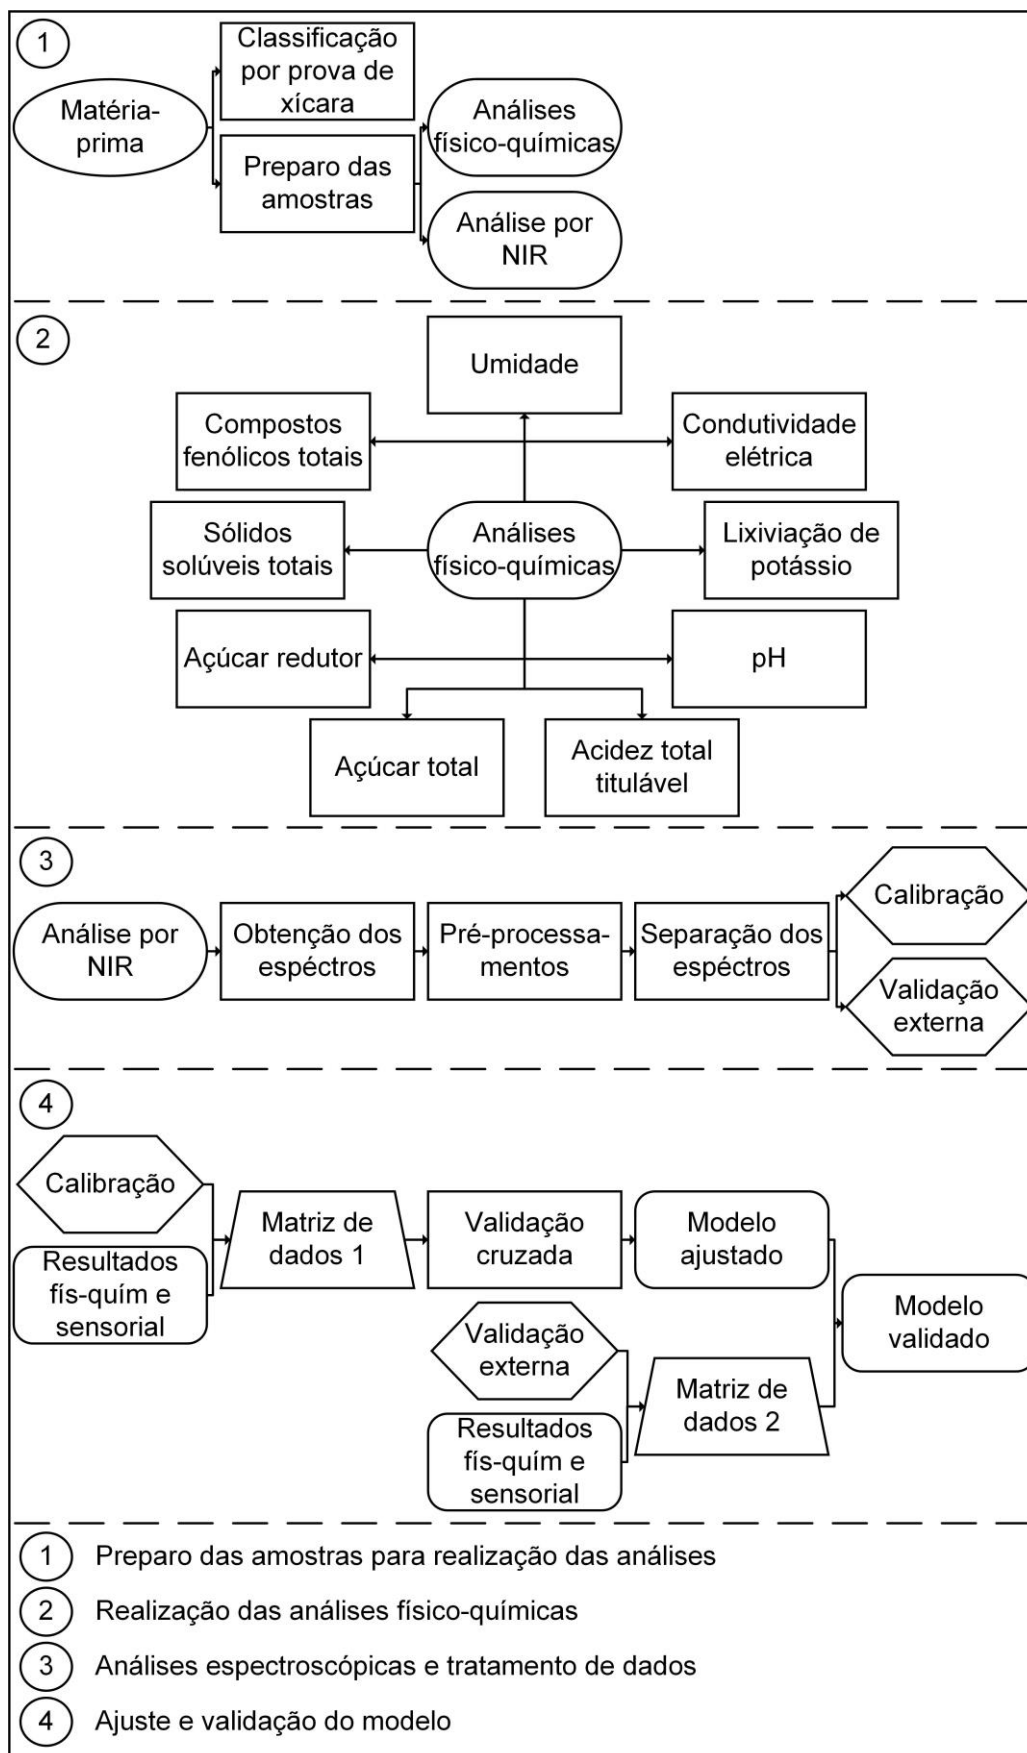 1
Classificação
por prova de
xícara
Matéria-
prima
Preparo das
amostras
Análises
físico-químicas
Análise por
NIR
2
Umidade
Compostos
fenólicos totais
Condutividade
elétrica
Sólidos
solúveis totais
Análises
físico-químicas
Lixiviação de
potássio
Açúcar redutor
pH
Açúcar total
Acidez total
titulável
3
Análise por
NIR
Obtenção dos
espéctros
Pré-processa-
mentos
Separação dos
espéctros
Calibração
Validação
externa
4
Calibração
Resultados
fís-quím e
sensorial
Matriz de
dados 1
Validação
cruzada
Modelo
ajustado
Validação
externa
Resultados
fís-quím e
sensorial
Matriz de
dados 2
Modelo
validado
1 Preparo das amostras para realização das análises
2 Realização das análises físico-químicas
3 Análises espectroscópicas e tratamento de dados
4 Ajuste e validação do modelo